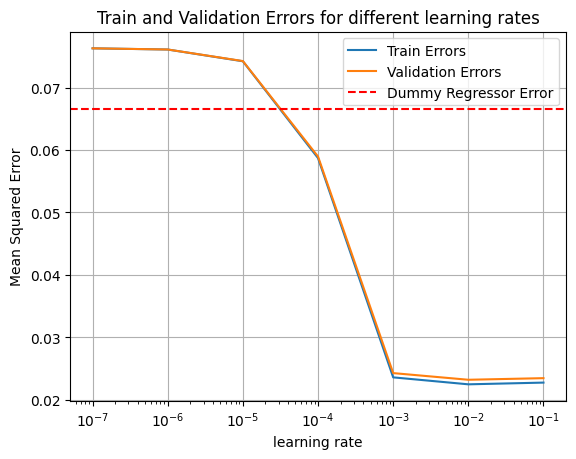 Train and Validation Errors for different learning rates
Train Errors
Validation Errors
Dummy Regressor Error
Mean Squared Error
0.07
0.06
0.05
0.04
0.03
0.02
10⁻⁷ 10⁻⁶ 10⁻⁵ 10⁻⁴ 10⁻³ 10⁻² 10⁻¹
learning rate